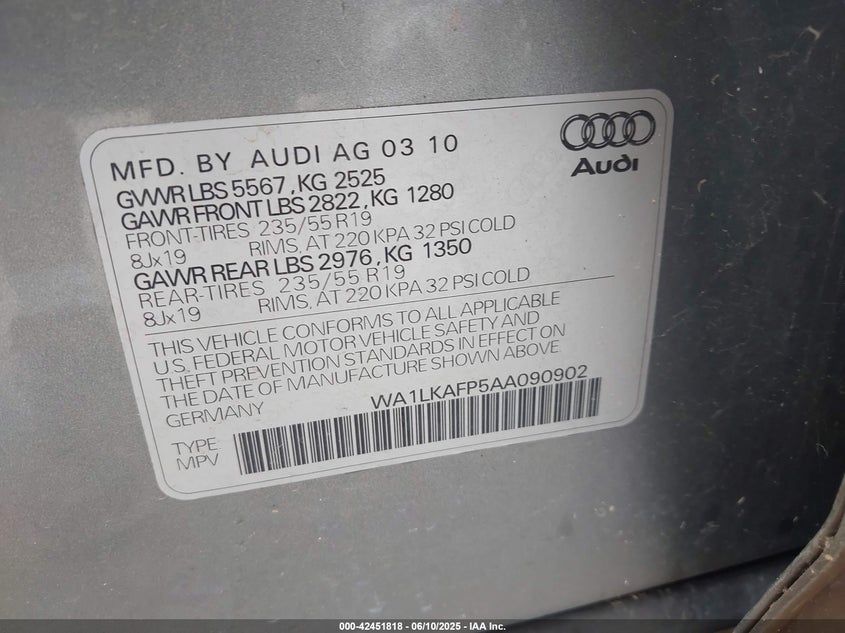 MFD. BY AUDI AG 03 10
Audi
GVWR LBS 5567, KG 2525
GAWR FRONT LBS 2822, KG 1280
FRONT-TIRES 235/55 R19
8Jx19 RIMS, AT 220 KPA 32 PSI COLD
GAWR REAR LBS 2976, KG 1350
REAR-TIRES 235/55 R19
8Jx19 RIMS, AT 220 KPA 32 PSI COLD
THIS VEHICLE CONFORMS TO ALL APPLICABLE
U.S. FEDERAL MOTOR VEHICLE SAFETY AND
THEFT PREVENTION STANDARDS IN EFFECT ON
THE DATE OF MANUFACTURE SHOWN ABOVE.
GERMANY WA1LKAFP5AA090902
TYPE
MPV
000-42451818 - 06/10/2025 - IAA Inc.